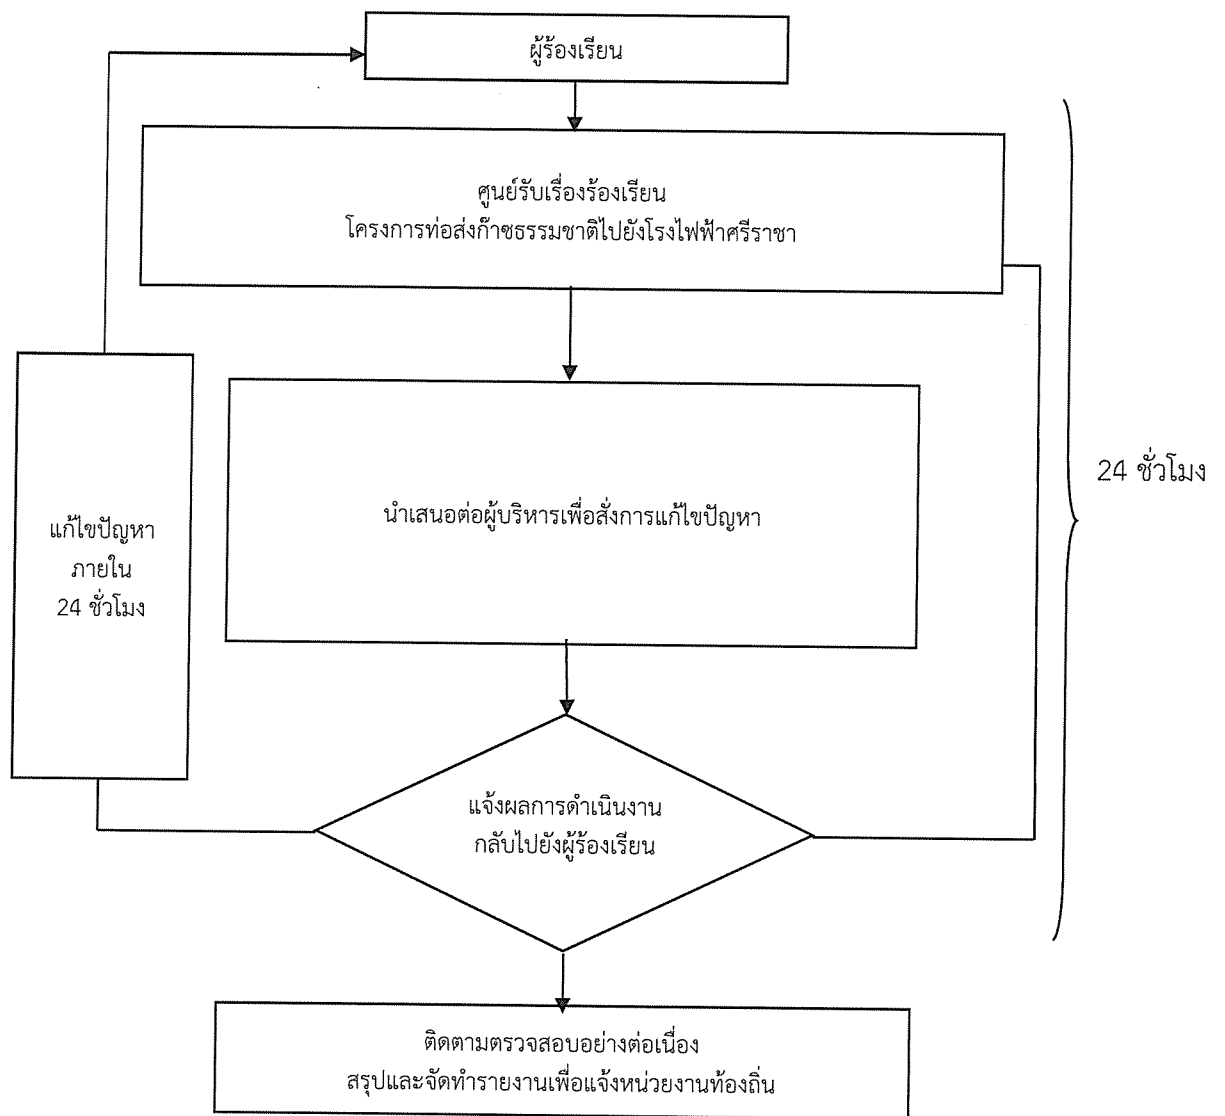 ผู้ร้องเรียน
ศูนย์รับเรื่องร้องเรียน
โครงการท่อส่งก๊าซธรรมชาติไปยังโรงไฟฟ้าศรีราชา
นำเสนอต่อผู้บริหารเพื่อสั่งการแก้ไขปัญหา
24 ชั่วโมง
แก้ไขปัญหา
ภายใน
24 ชั่วโมง
แจ้งผลการดำเนินงาน
กลับไปยังผู้ร้องเรียน
ติดตามตรวจสอบอย่างต่อเนื่อง
สรุปและจัดทำรายงานเพื่อแจ้งหน่วยงานท้องถิ่น